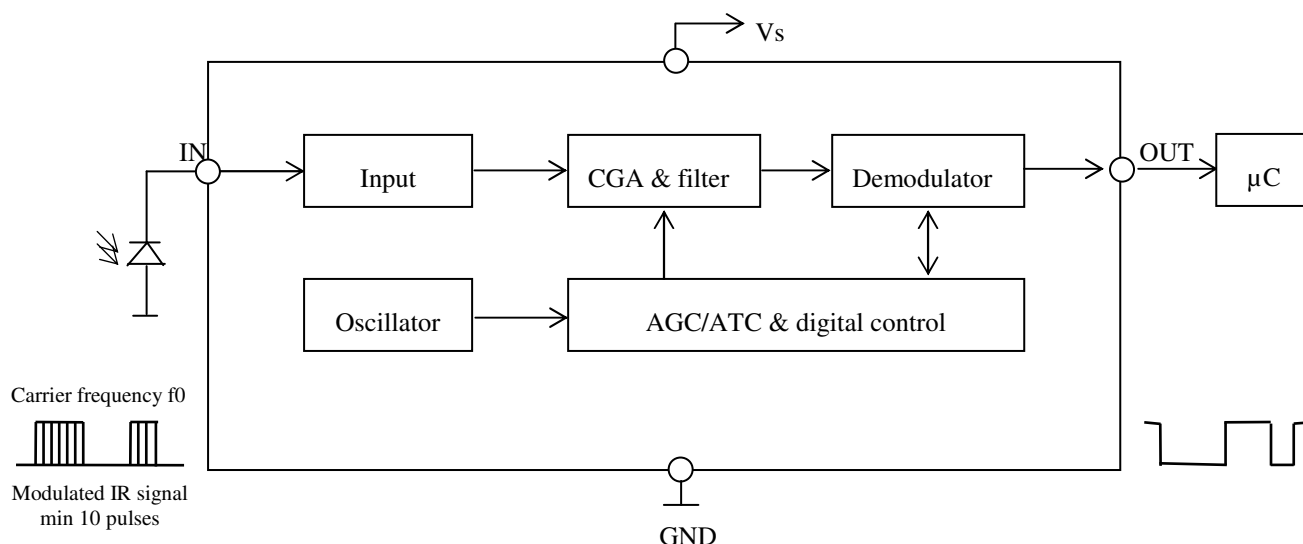 Vs
IN
OUT
Input
CGA & filter
Demodulator
µC
Oscillator
AGC/ATC & digital control
Carrier frequency f0
Modulated IR signal
min 10 pulses
GND